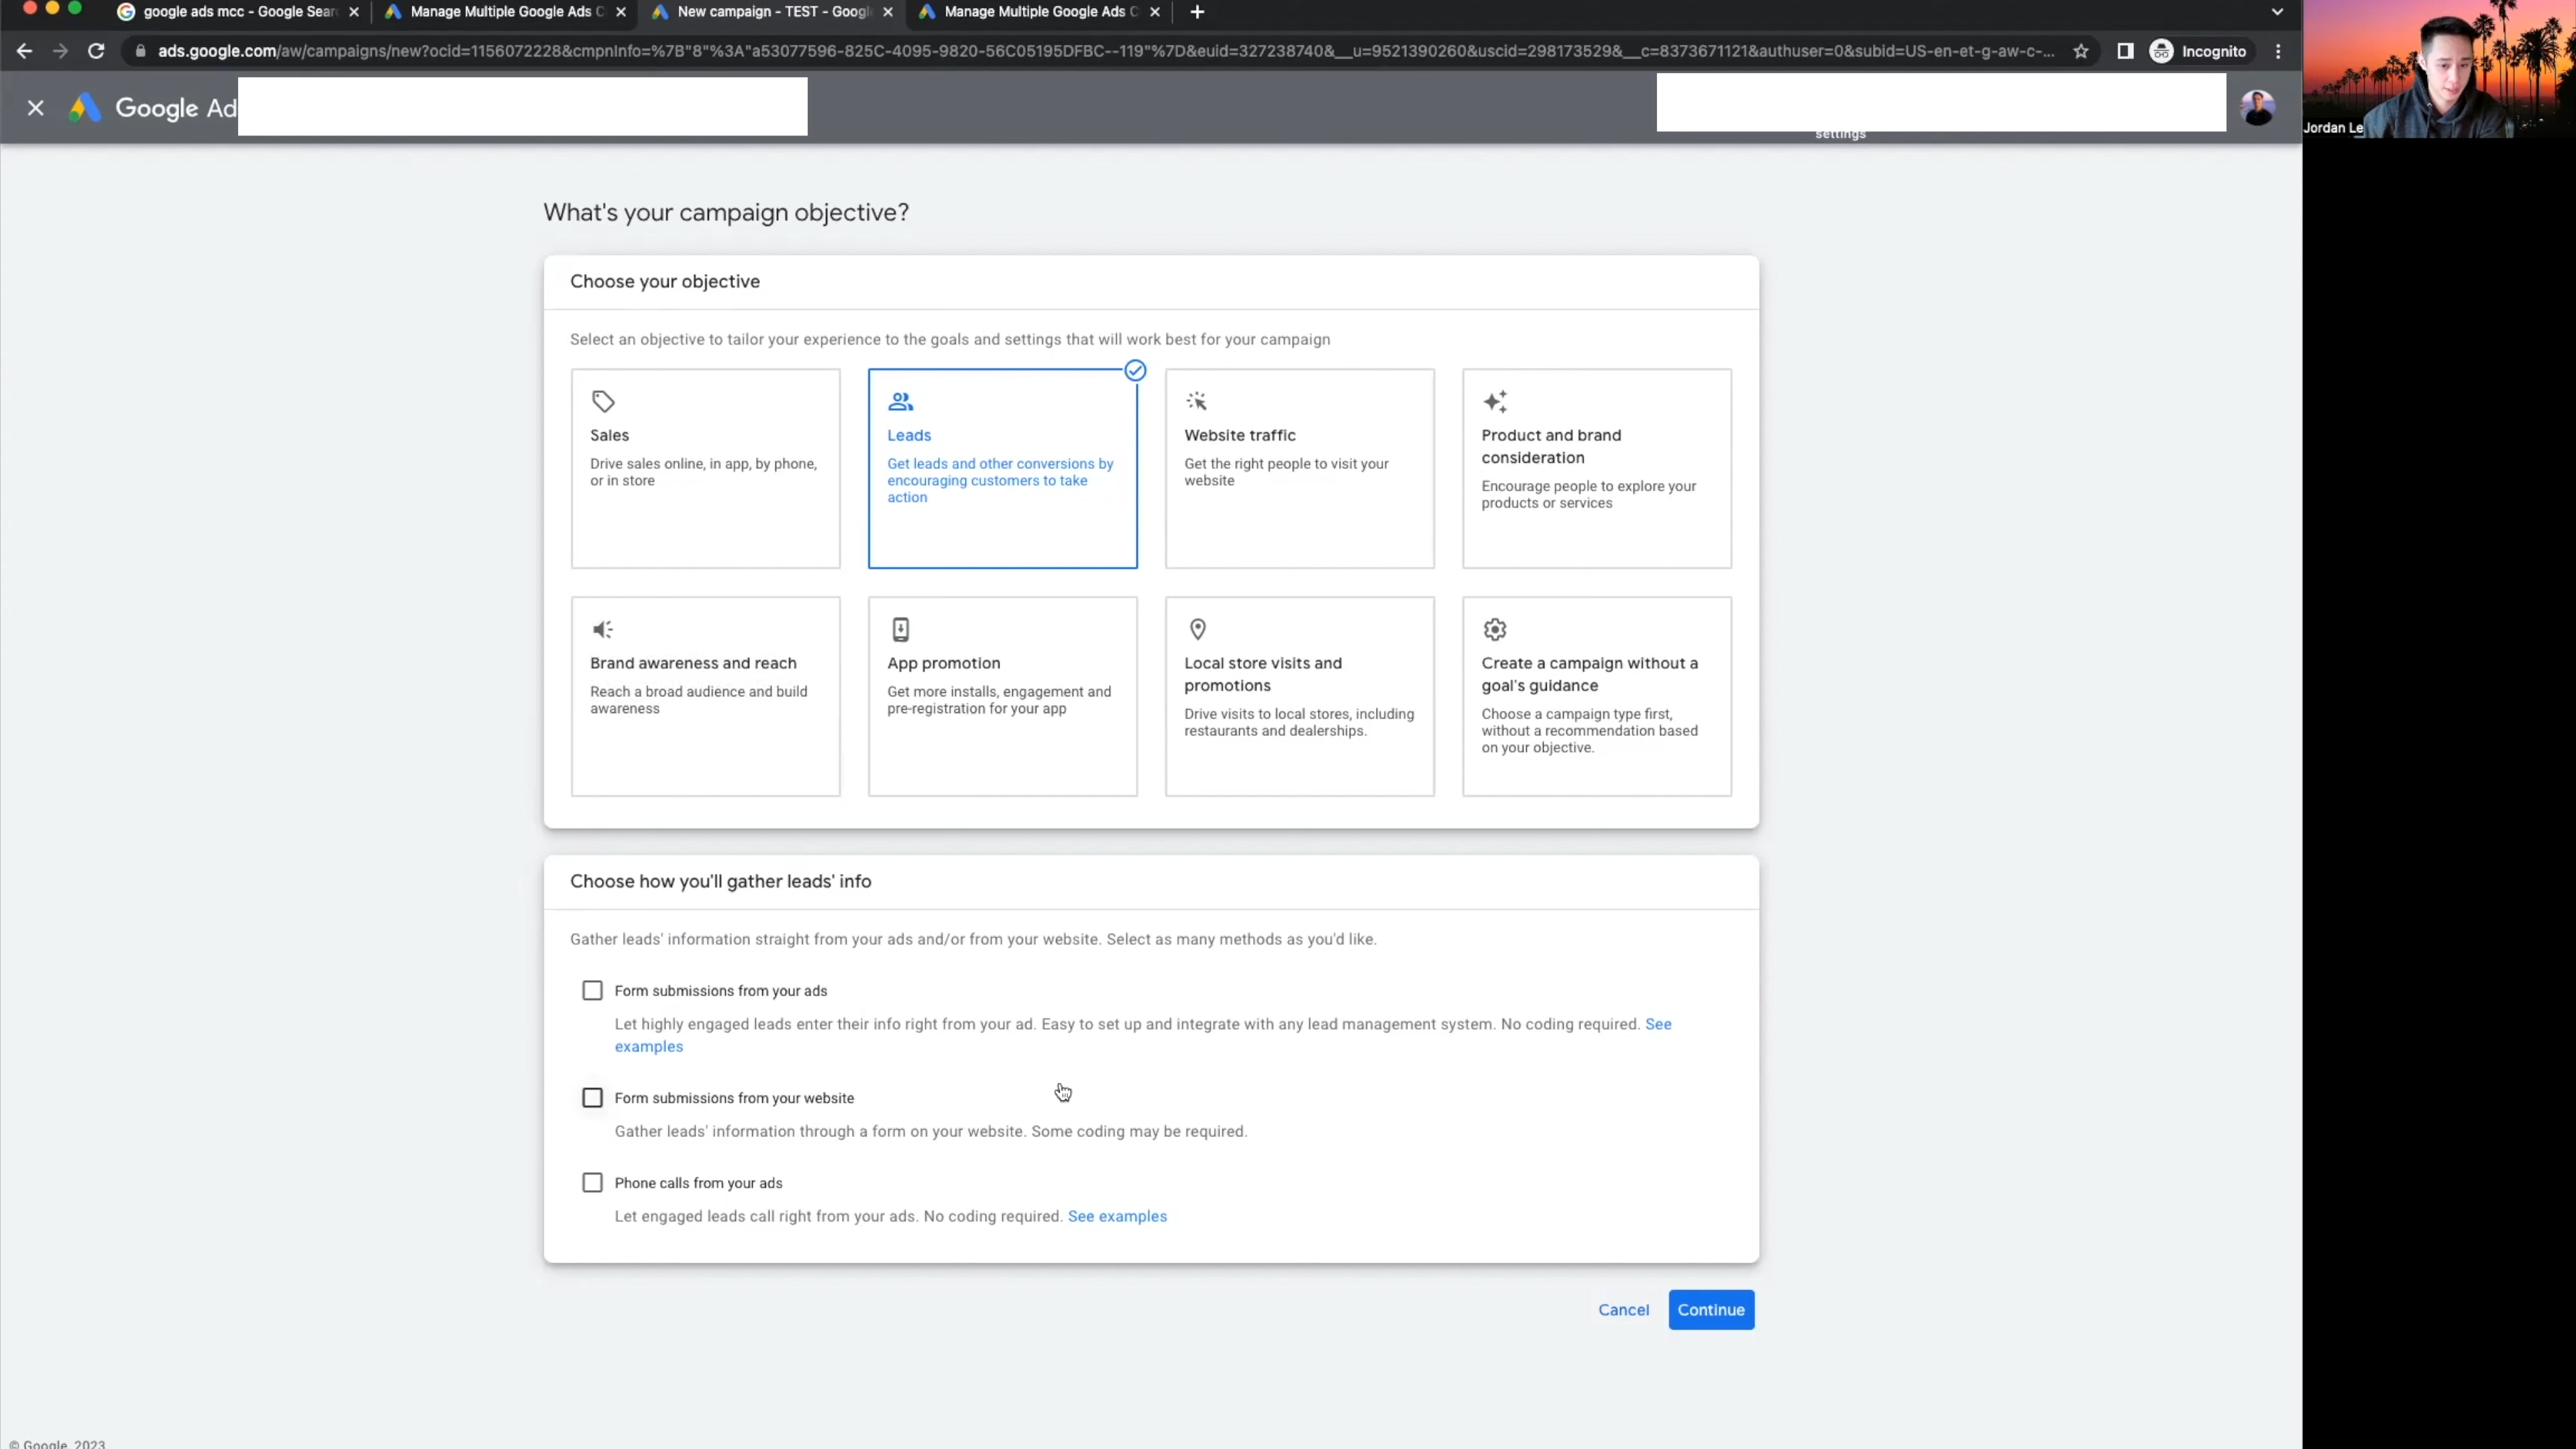 google ads mcc - Google Sear
Manage Multiple Google Ads C
New campaign - TEST - Googl
Manage Multiple Google Ads C
ads.google.com/aw/campaigns/new?ocid=1156072228&cmpnInfo=%7B"8"%3A"a53077596-825C-4095-9820-56C05195DFBC--119"%7D&euid=327238740&__u=9521390260&uscid=298173529&__c=8373671121&authuser=0&subid=US-en-et-g-aw-c-...
Incognito
Google Ad
settings
Jordan Le
What's your campaign objective?
Choose your objective
Select an objective to tailor your experience to the goals and settings that will work best for your campaign
Sales
Drive sales online, in app, by phone,
or in store
Leads
Get leads and other conversions by
encouraging customers to take
action
Website traffic
Get the right people to visit your
website
Product and brand
consideration
Encourage people to explore your
products or services
Brand awareness and reach
Reach a broad audience and build
awareness
App promotion
Get more installs, engagement and
pre-registration for your app
Local store visits and
promotions
Drive visits to local stores, including
restaurants and dealerships.
Create a campaign without a
goal's guidance
Choose a campaign type first,
without a recommendation based
on your objective.
Choose how you'll gather leads' info
Gather leads' information straight from your ads and/or from your website. Select as many methods as you'd like.
Form submissions from your ads
Let highly engaged leads enter their info right from your ad. Easy to set up and integrate with any lead management system. No coding required. See
examples
Form submissions from your website
Gather leads' information through a form on your website. Some coding may be required.
Phone calls from your ads
Let engaged leads call right from your ads. No coding required. See examples
Cancel
Continue
© Google, 2023